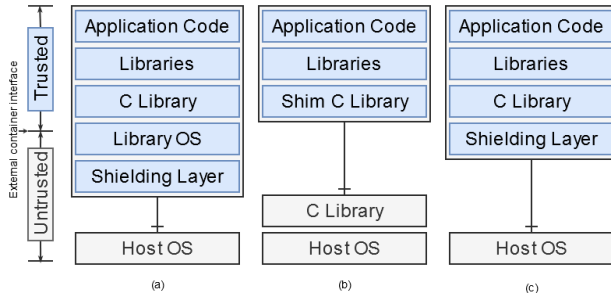 External container interface
Trusted
Untrusted
Application Code
Libraries
C Library
Library OS
Shielding Layer
Host OS
(a)
Application Code
Libraries
Shim C Library
C Library
Host OS
(b)
Application Code
Libraries
C Library
Shielding Layer
Host OS
(c)